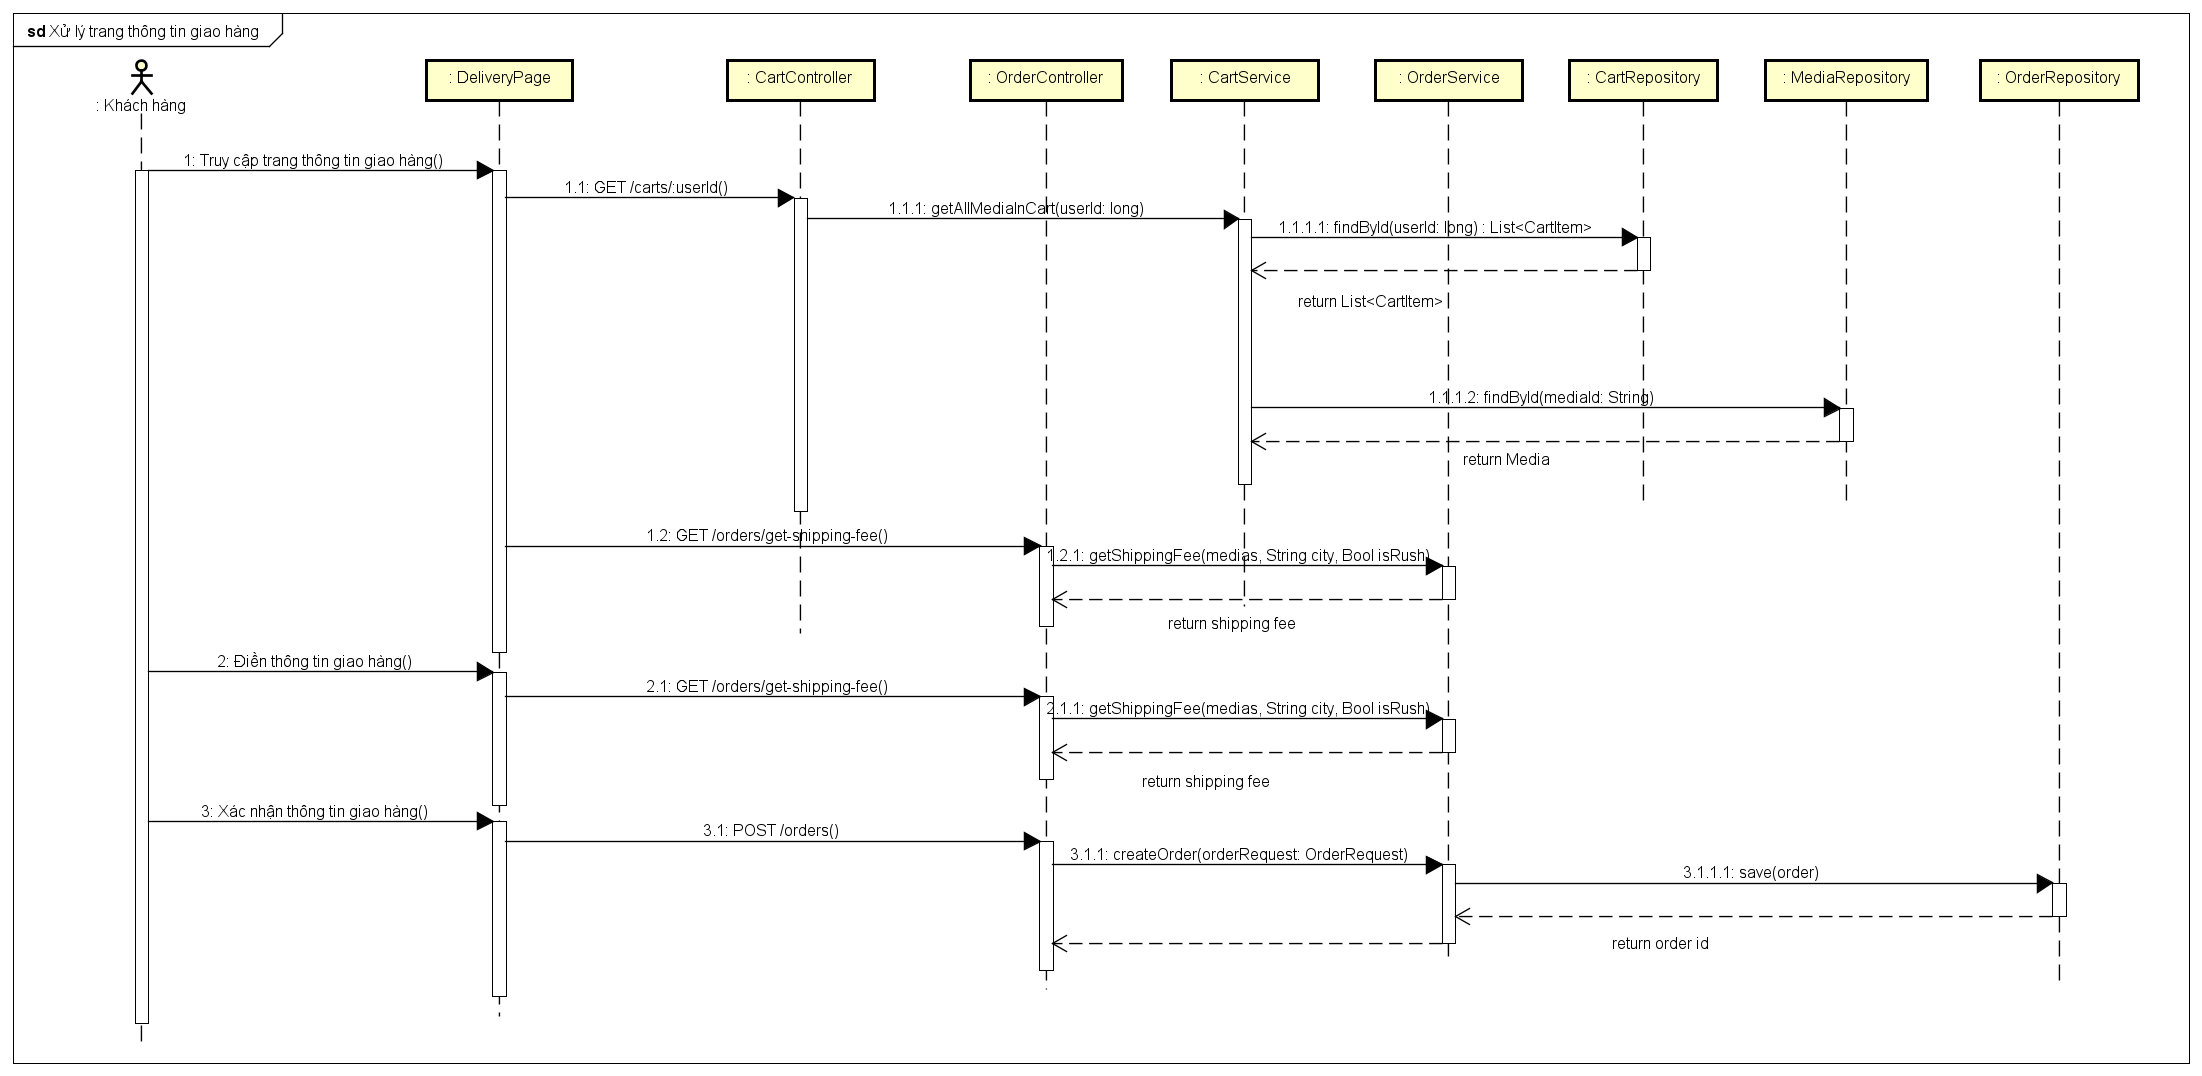 sd Xử lý trang thông tin giao hàng
: Khách hàng
: DeliveryPage
: CartController
: OrderController
: CartService
: OrderService
: CartRepository
: MediaRepository
: OrderRepository
1: Truy cập trang thông tin giao hàng()
1.1: GET /carts/:userId()
1.1.1: getAllMediaInCart(userId: long)
1.1.1.1: findById(userId: long) : List<CartItem>
return List<CartItem>
1.1.1.2: findById(mediaId: String)
return Media
1.2: GET /orders/get-shipping-fee()
1.2.1: getShippingFee(medias, String city, Bool isRush)
return shipping fee
2: Điền thông tin giao hàng()
2.1: GET /orders/get-shipping-fee()
2.1.1: getShippingFee(medias, String city, Bool isRush)
return shipping fee
3: Xác nhận thông tin giao hàng()
3.1: POST /orders()
3.1.1: createOrder(orderRequest: OrderRequest)
3.1.1.1: save(order)
return order id